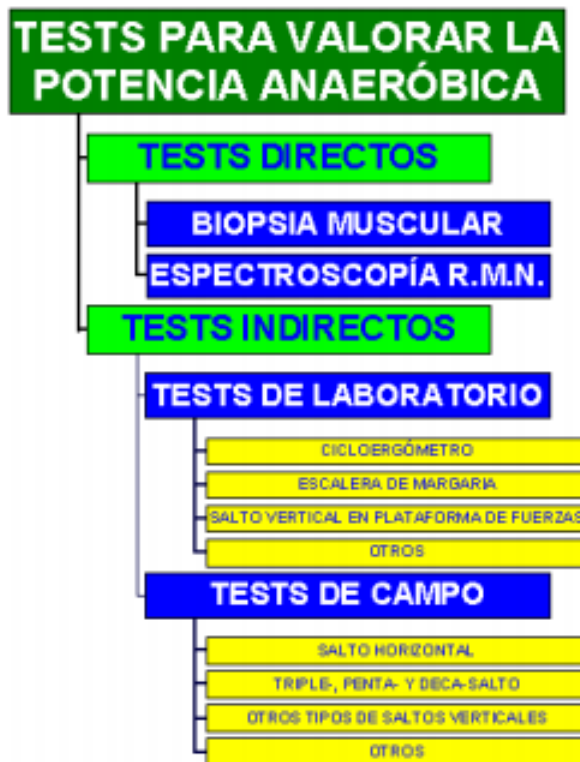 TESTS PARA VALORAR LA
POTENCIA ANAERÓBICA
TESTS DIRECTOS
BIOPSIA MUSCULAR
ESPECTROSCOPÍA R.M.N.
TESTS INDIRECTOS
TESTS DE LABORATORIO
CICLOERGÓMETRO
ESCALERA DE MARGARIA
SALTO VERTICAL EN PLATAFORMA DE FUERZAS
OTROS
TESTS DE CAMPO
SALTO HORIZONTAL
TRIPLE-, PENTA- Y DECA-SALTO
OTROS TIPOS DE SALTOS VERTICALES
OTROS